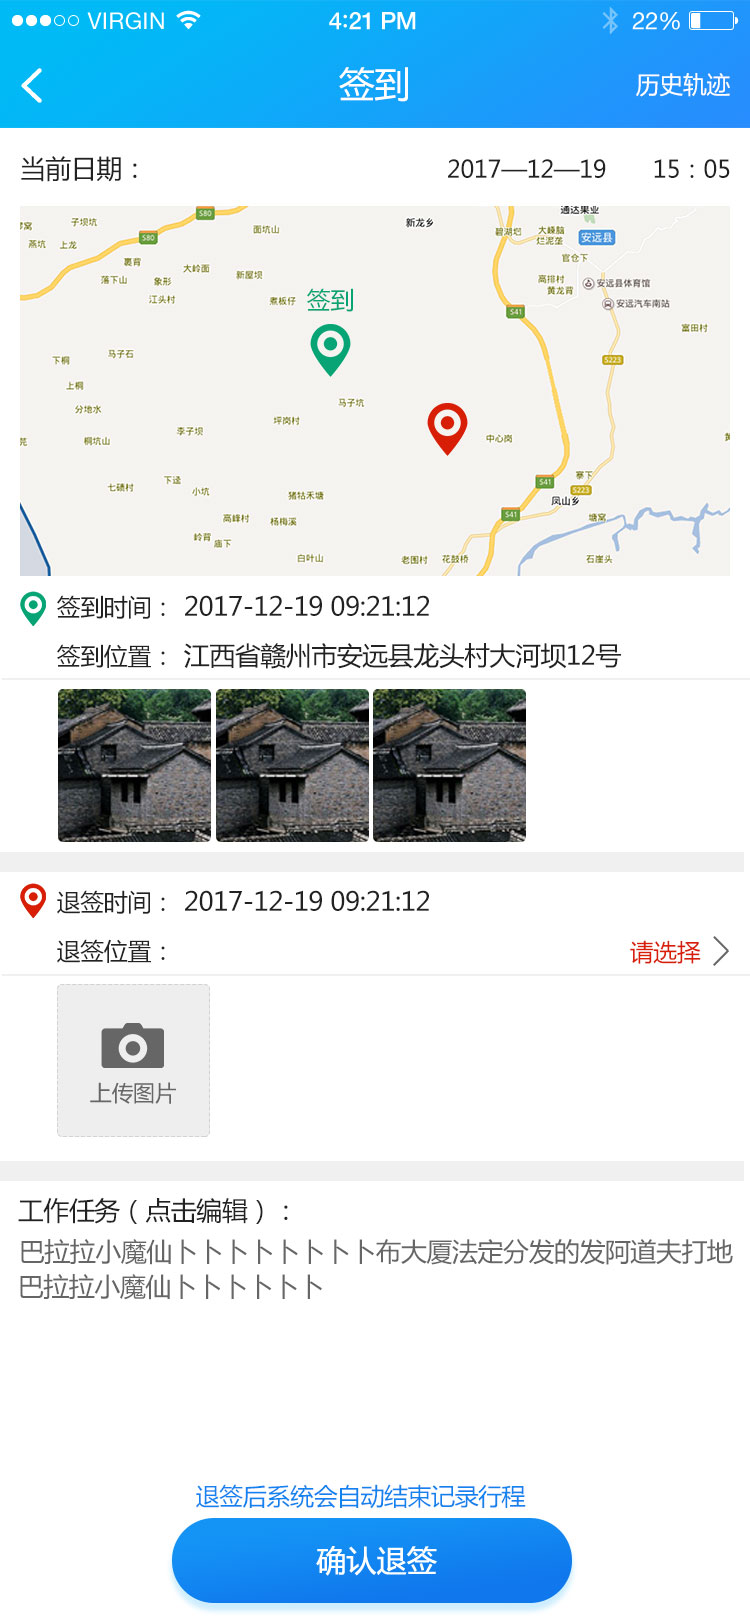 VIRGIN 4:21 PM 22%
签到 历史轨迹
当前日期： 2017—12—19 15：05
S80 通达果业
子坝坑 新龙乡
S80 面坑山 碧湖垇 大嵊脑 安远县
燕坑 上龙 烂泥垄
裹背 大岭面 官仓下
落下山 象形 新屋坝 高排村 安远县体育馆
江头村 煮板仔 签到 黄龙背 安远汽车南站
S41
富田村
下桐 马子石 S223
上桐
分地水 马子坑
李子坝 坪岗村
桐坑山 中心岗
七碛村 下迳 S41 寨下
小坑 猪牯禾塘 S223
凤山乡
高峰村 杨梅溪 S41 塘窝
岭背 庙下
白叶山 老围村 花鼓桥 石崖头
签到时间： 2017-12-19 09:21:12
签到位置： 江西省赣州市安远县龙头村大河坝12号
退签时间： 2017-12-19 09:21:12
退签位置： 请选择
上传图片
工作任务（点击编辑）：
巴拉拉小魔仙卜卜卜卜卜卜卜卜布大厦法定分发的发阿道夫打地
巴拉拉小魔仙卜卜卜卜卜卜
退签后系统会自动结束记录行程
确认退签